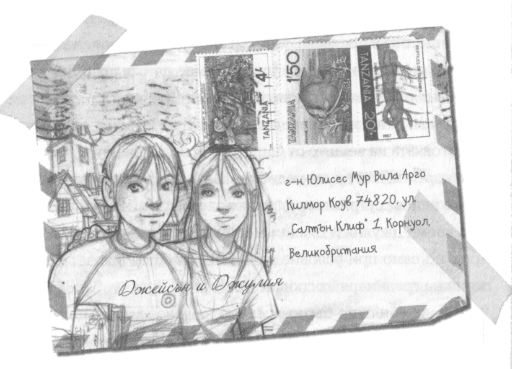 TANZANIA
4/-
TANZANIA
150
TANZANIA
20/-
г-н Юлисес Мур Вила Арго
Килмор Коув 74820, ул.
„Салтън Клиф" 1, Корнуол,
Великобритания
Джейсън и Джулия